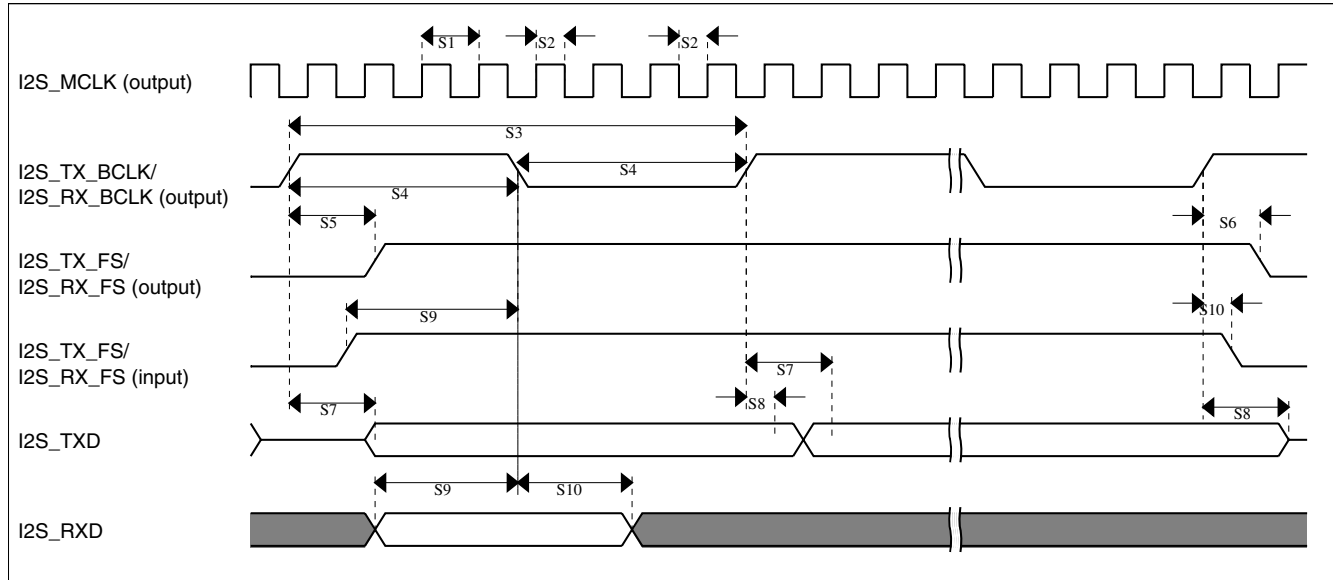 S1
S2
S2
I2S_MCLK (output)
S3
I2S_TX_BCLK/
I2S_RX_BCLK (output)
S4
S4
S5
S6
I2S_TX_FS/
I2S_RX_FS (output)
S9
S10
I2S_TX_FS/
I2S_RX_FS (input)
S7
S7
S8
S8
I2S_TXD
S9
S10
I2S_RXD